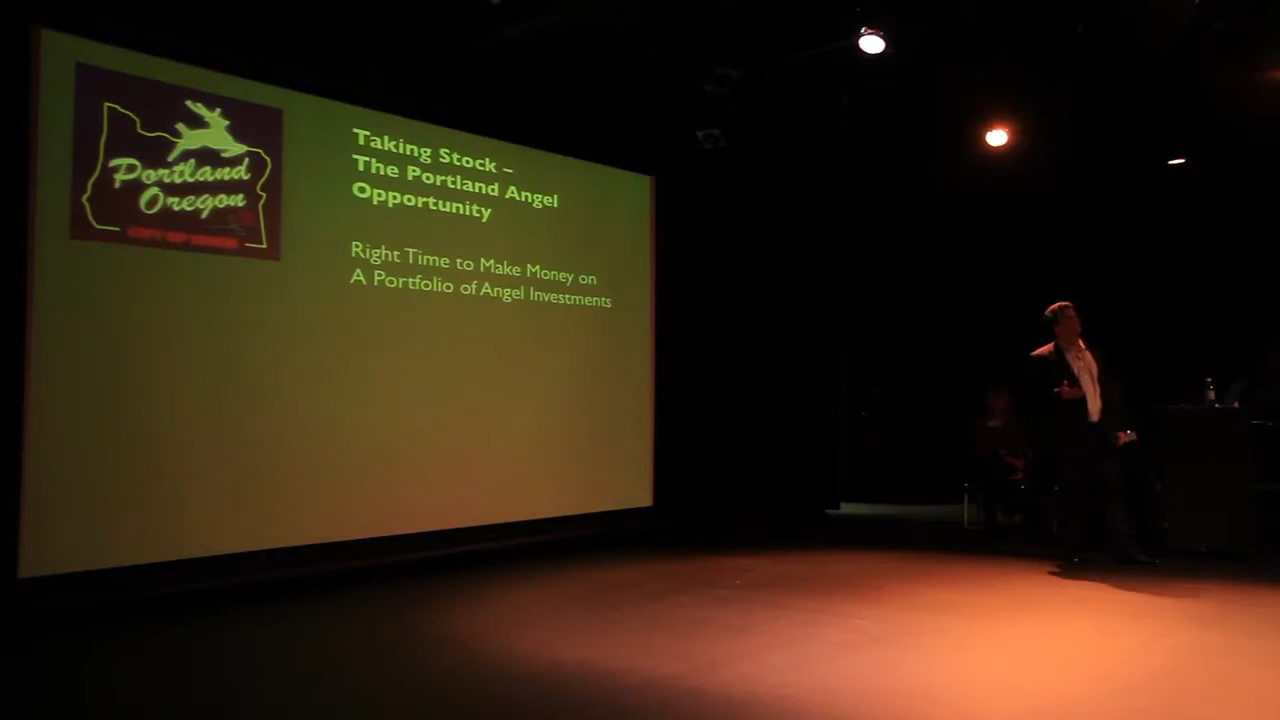 Portland
Oregon
Taking Stock –
The Portland Angel
Opportunity
Right Time to Make Money on
A Portfolio of Angel Investments